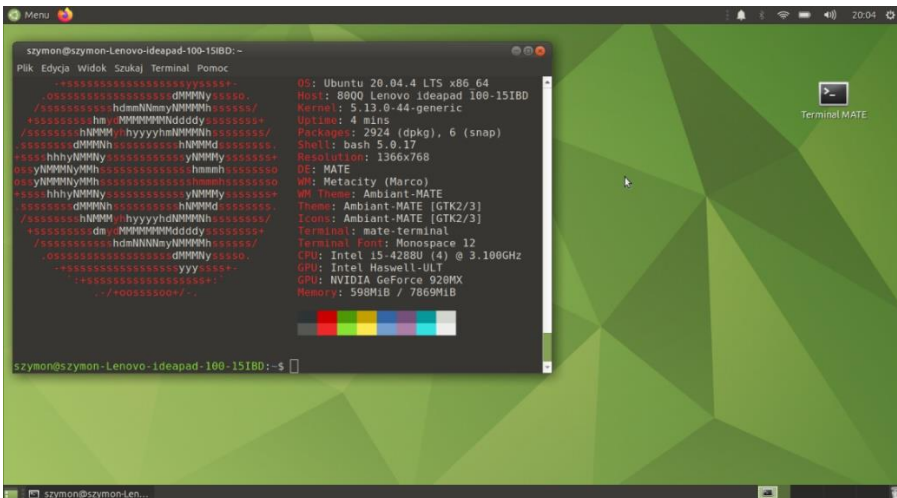 Menu
20:04
szymon@szymon-Lenovo-ideapad-100-15IBD: ~
Plik Edycja Widok Szukaj Terminal Pomoc
OS: Ubuntu 20.04.4 LTS x86_64
Host: 80QQ Lenovo ideapad 100-15IBD
Kernel: 5.13.0-44-generic
Uptime: 4 mins
Packages: 2924 (dpkg), 6 (snap)
Shell: bash 5.0.17
Resolution: 1366x768
DE: MATE
WM: Metacity (Marco)
WM Theme: Ambiant-MATE
Theme: Ambiant-MATE [GTK2/3]
Icons: Ambiant-MATE [GTK2/3]
Terminal: mate-terminal
Terminal Font: Monospace 12
CPU: Intel i5-4288U (4) @ 3.100GHz
GPU: Intel Haswell-ULT
GPU: NVIDIA GeForce 920MX
Memory: 598MiB / 7869MiB
szymon@szymon-Lenovo-ideapad-100-15IBD:~$
Terminal MATE
szymon@szymon-Len...